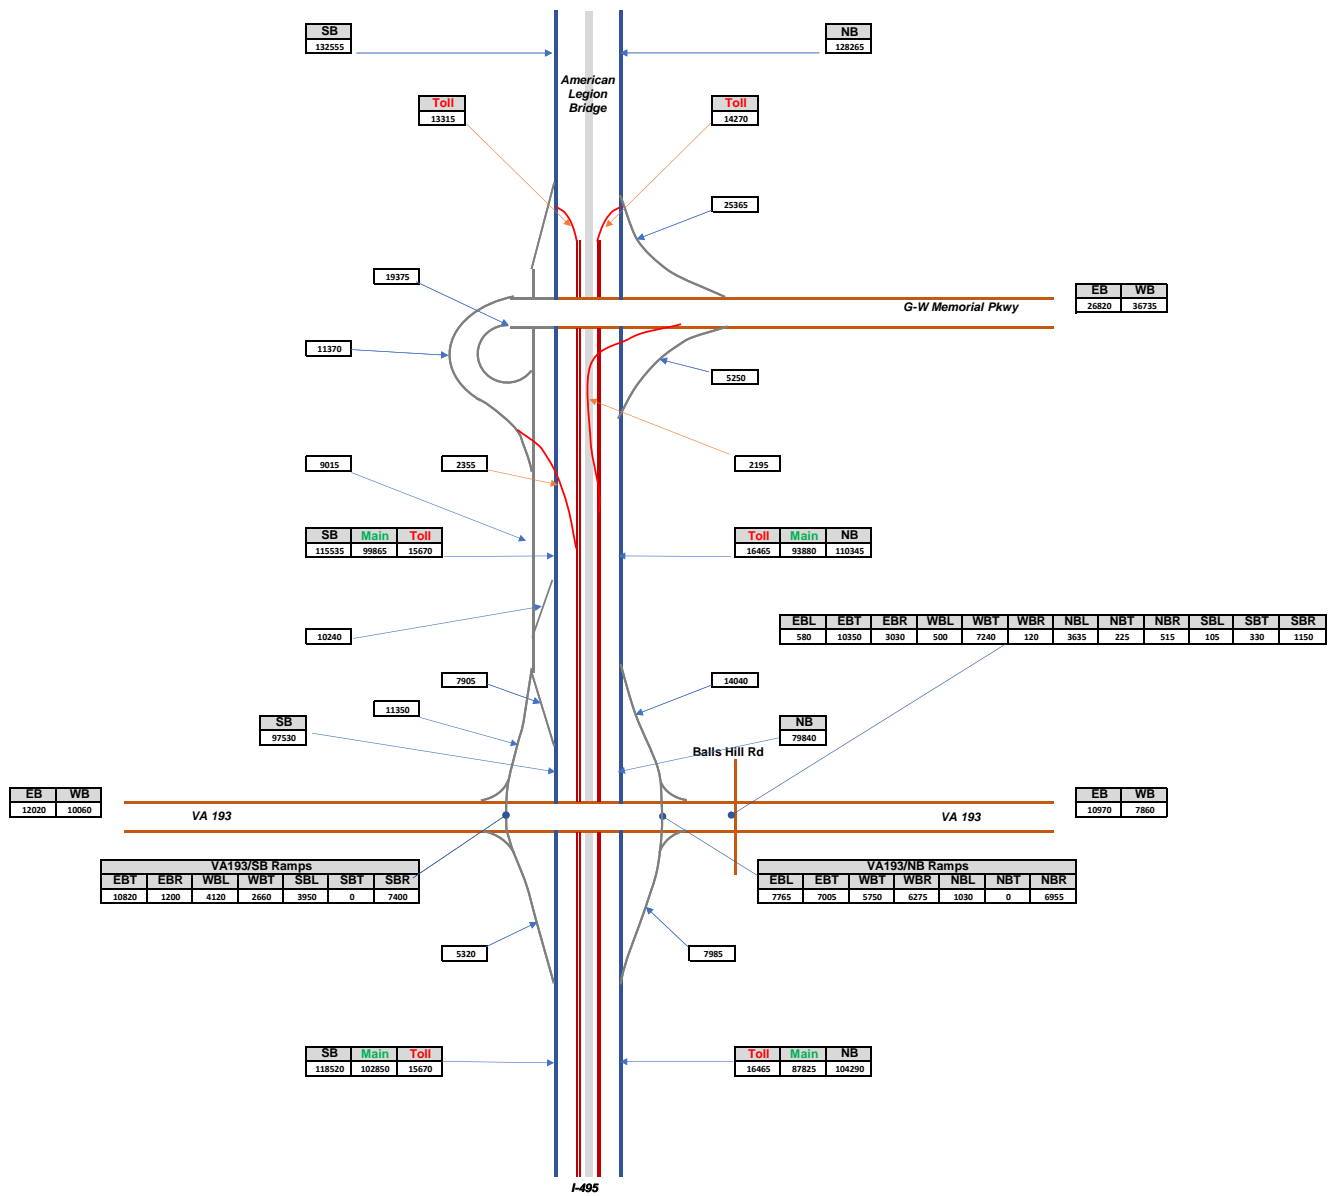 SB
132555
NB
128265
American
Legion
Bridge
Toll
13315
Toll
14270
25365
19375
EB WB
26820 36735
G-W Memorial Pkwy
11370
5250
9015
2355
2195
SB Main Toll
115535 99865 15670
Toll Main NB
16465 93880 110345
10240
EBL EBT EBR WBL WBT WBR NBL NBT NBR SBL SBT SBR
580 10350 3030 500 7240 120 3635 225 515 105 330 1150
7905
14040
11350
SB
97530
NB
79840
Balls Hill Rd
EB WB
12020 10060
EB WB
10970 7860
VA 193
VA 193
VA193/SB Ramps
EBT EBR WBL WBT SBL SBT SBR
10820 1200 4120 2660 3950 0 7400
VA193/NB Ramps
EBL EBT WBT WBR NBL NBT NBR
7765 7005 5750 6275 1030 0 6955
5320
7985
SB Main Toll
118520 102850 15670
Toll Main NB
16465 87825 104290
I-495